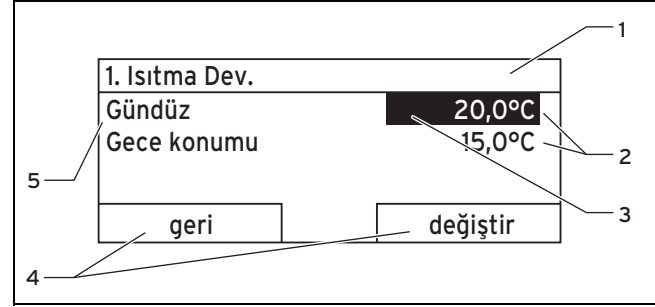 1
1. Isıtma Dev.
Gündüz 20,0°C
Gece konumu 15,0°C
2
5
3
geri değiştir
4